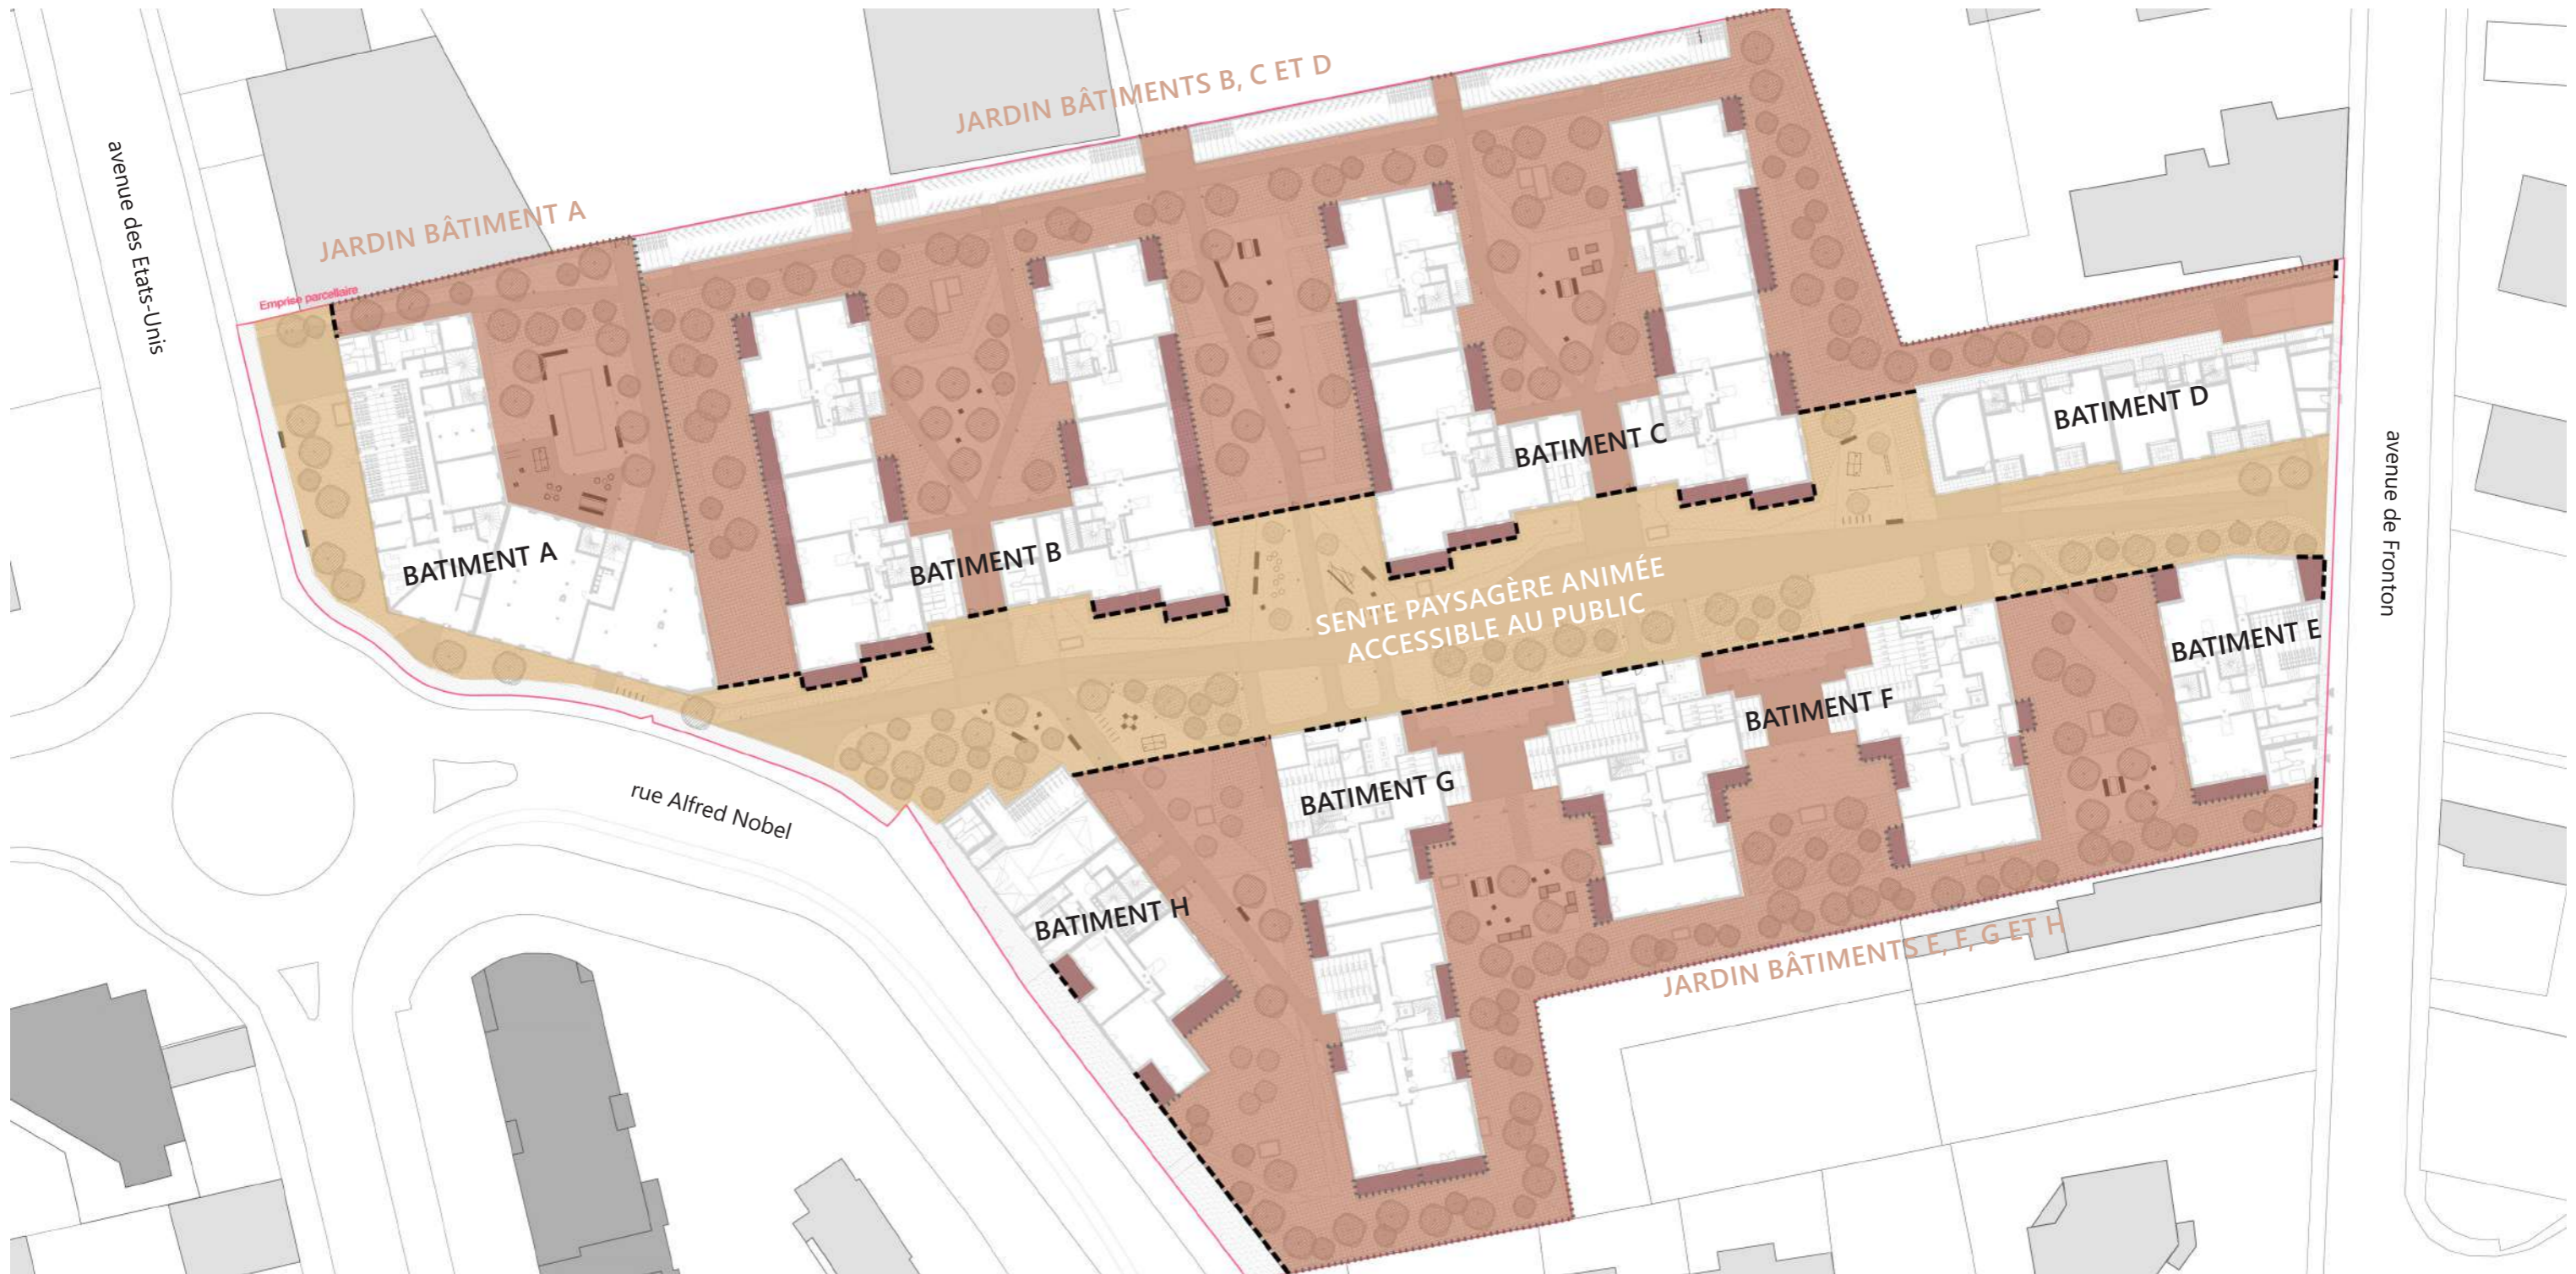 JARDIN BÂTIMENTS B, C ET D
avenue des Etats-Unis
JARDIN BÂTIMENT A
Emprise parcellaire
BATIMENT D
BATIMENT C
avenue de Fronton
BATIMENT A
BATIMENT B
SENTE PAYSAGÈRE ANIMÉE
ACCESSIBLE AU PUBLIC
BATIMENT E
BATIMENT F
BATIMENT G
rue Alfred Nobel
BATIMENT H
JARDIN BÂTIMENTS E, F, G ET H